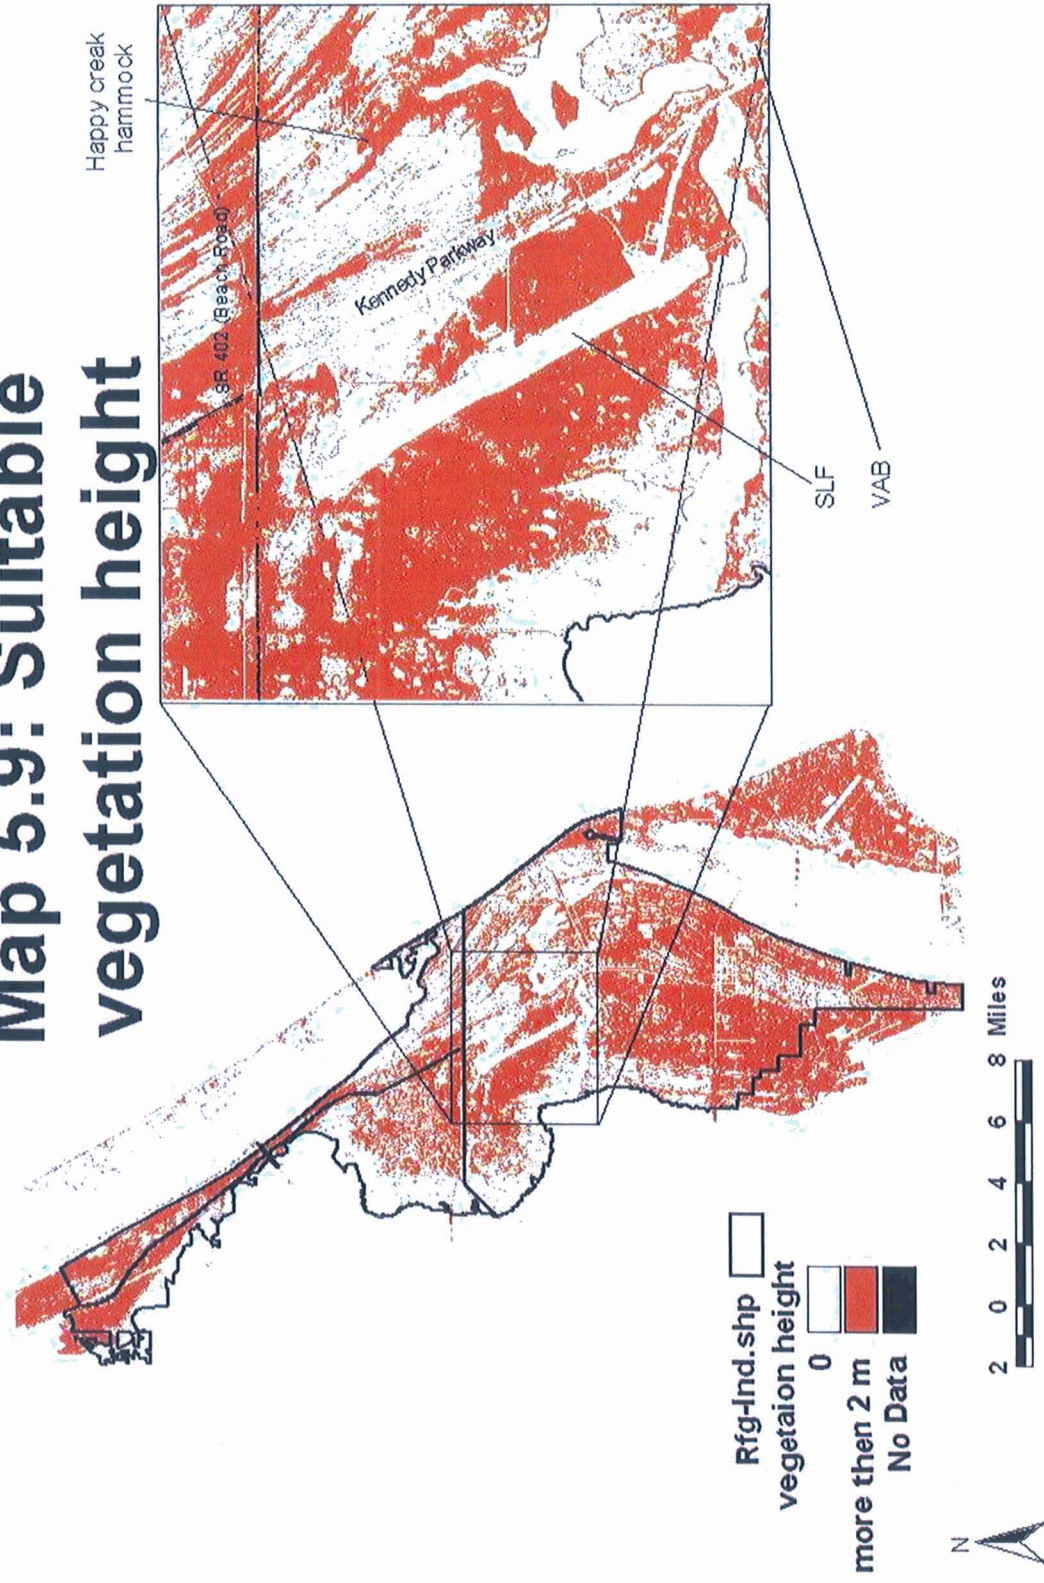 Map 5.9: Suitable
vegetation height
Happy creak
hammock
SR 402 (Beach Road)
Kennedy Parkway
SLF
VAB
Rfg-lnd.shp
vegetaion height
0
more then 2 m
No Data
2 0 2 4 6 8 Miles
N